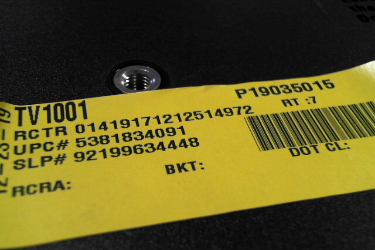 P19035015
TV1001
RT :7
RCTR 01419171212514972
UPC# 5381834091
SLP# 92199634448
DOT CL:
BKT:
RCRA:
12-23-19